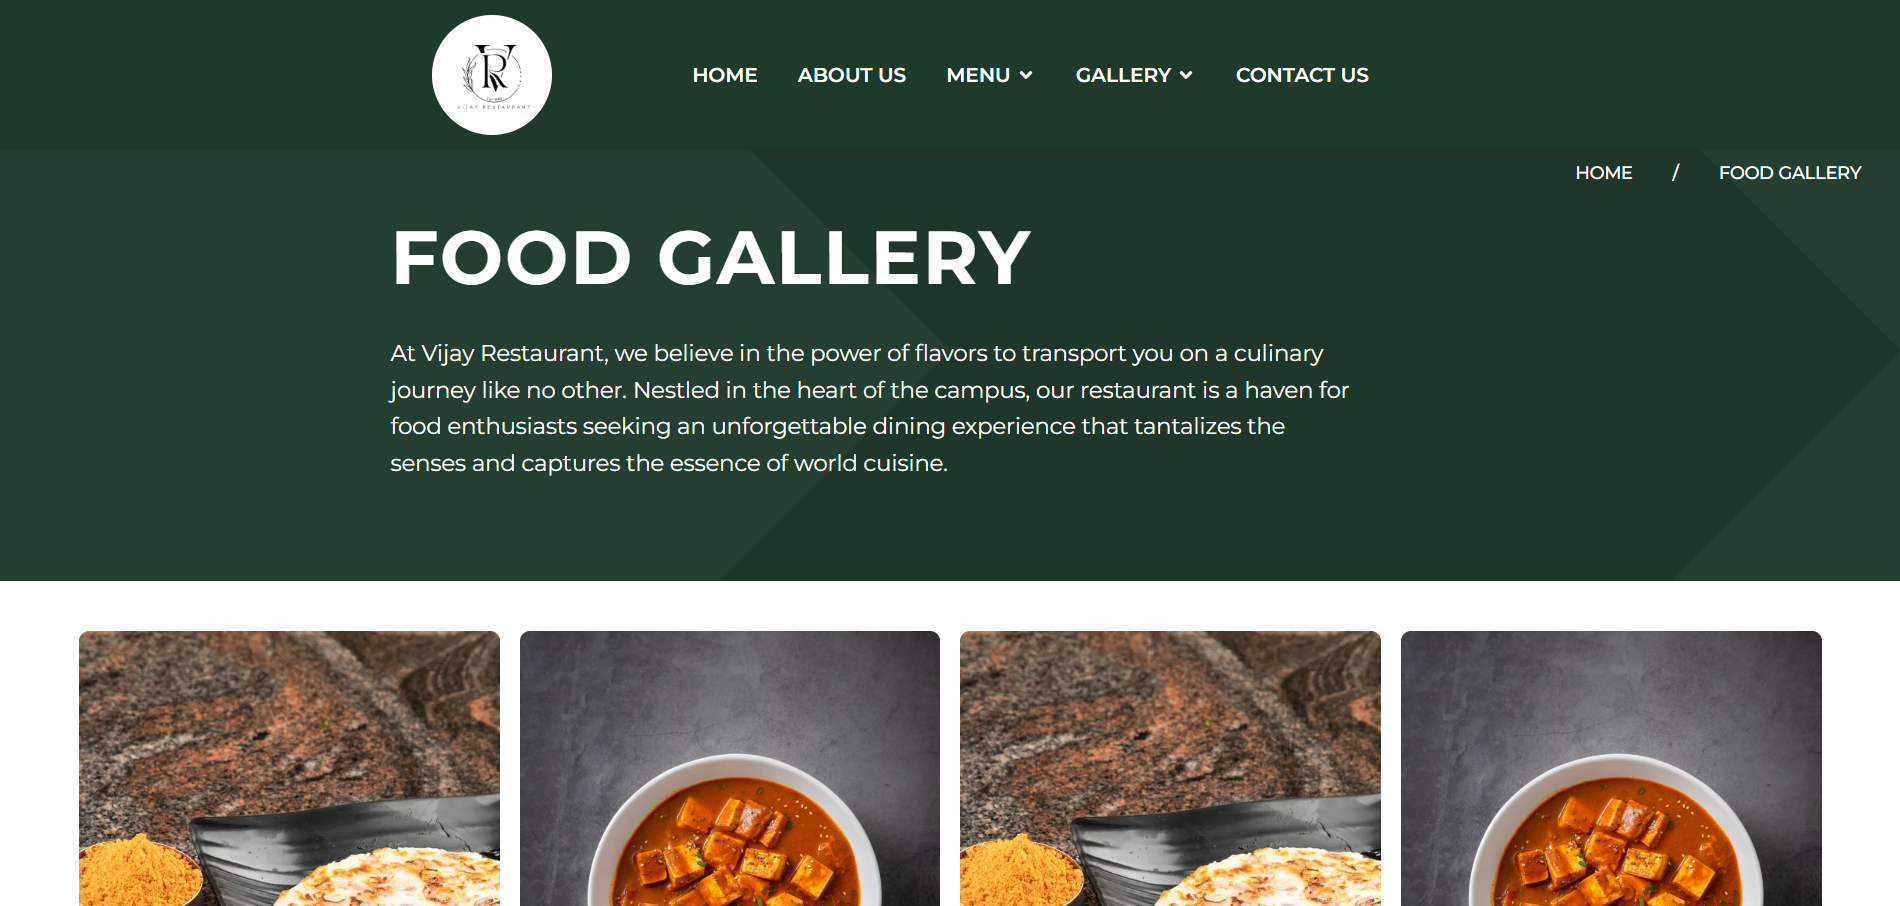 VR
VIJAY RESTAURANT
HOME
ABOUT US
MENU
GALLERY
CONTACT US
HOME / FOOD GALLERY
FOOD GALLERY
At Vijay Restaurant, we believe in the power of flavors to transport you on a culinary
journey like no other. Nestled in the heart of the campus, our restaurant is a haven for
food enthusiasts seeking an unforgettable dining experience that tantalizes the
senses and captures the essence of world cuisine.